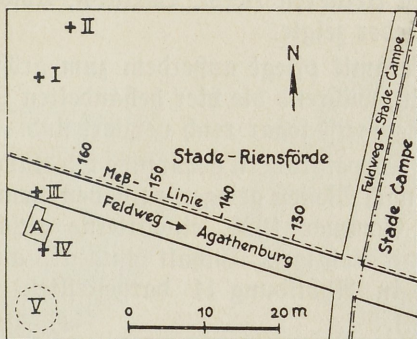 II
I
N
160
Meß-
150
Linie
140
130
Stade-Riensförde
Feldweg → Stade-Campe
Stade Campe
III
Feldweg → Agathenburg
A
IV
V
0 10 20 m